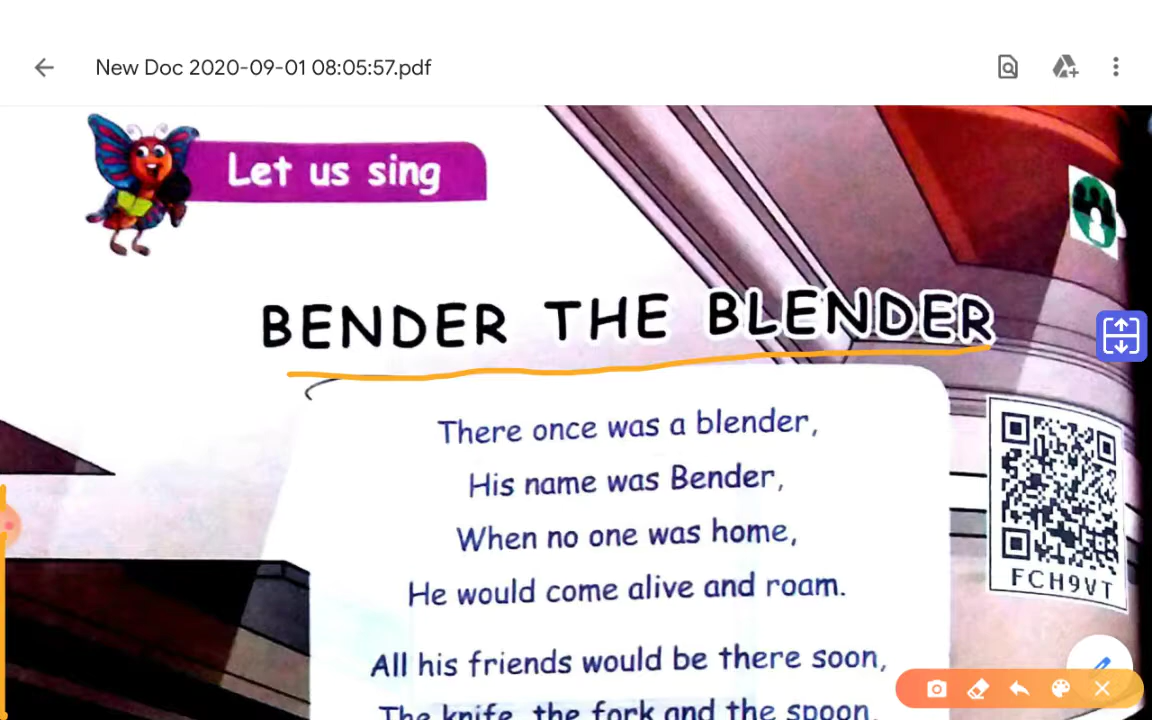 New Doc 2020-09-01 08:05:57.pdf
Let us sing
BENDER THE BLENDER
There once was a blender,
His name was Bender,
When no one was home,
He would come alive and roam.
FCH9VT
All his friends would be there soon,
The knife, the fork and the spoon,